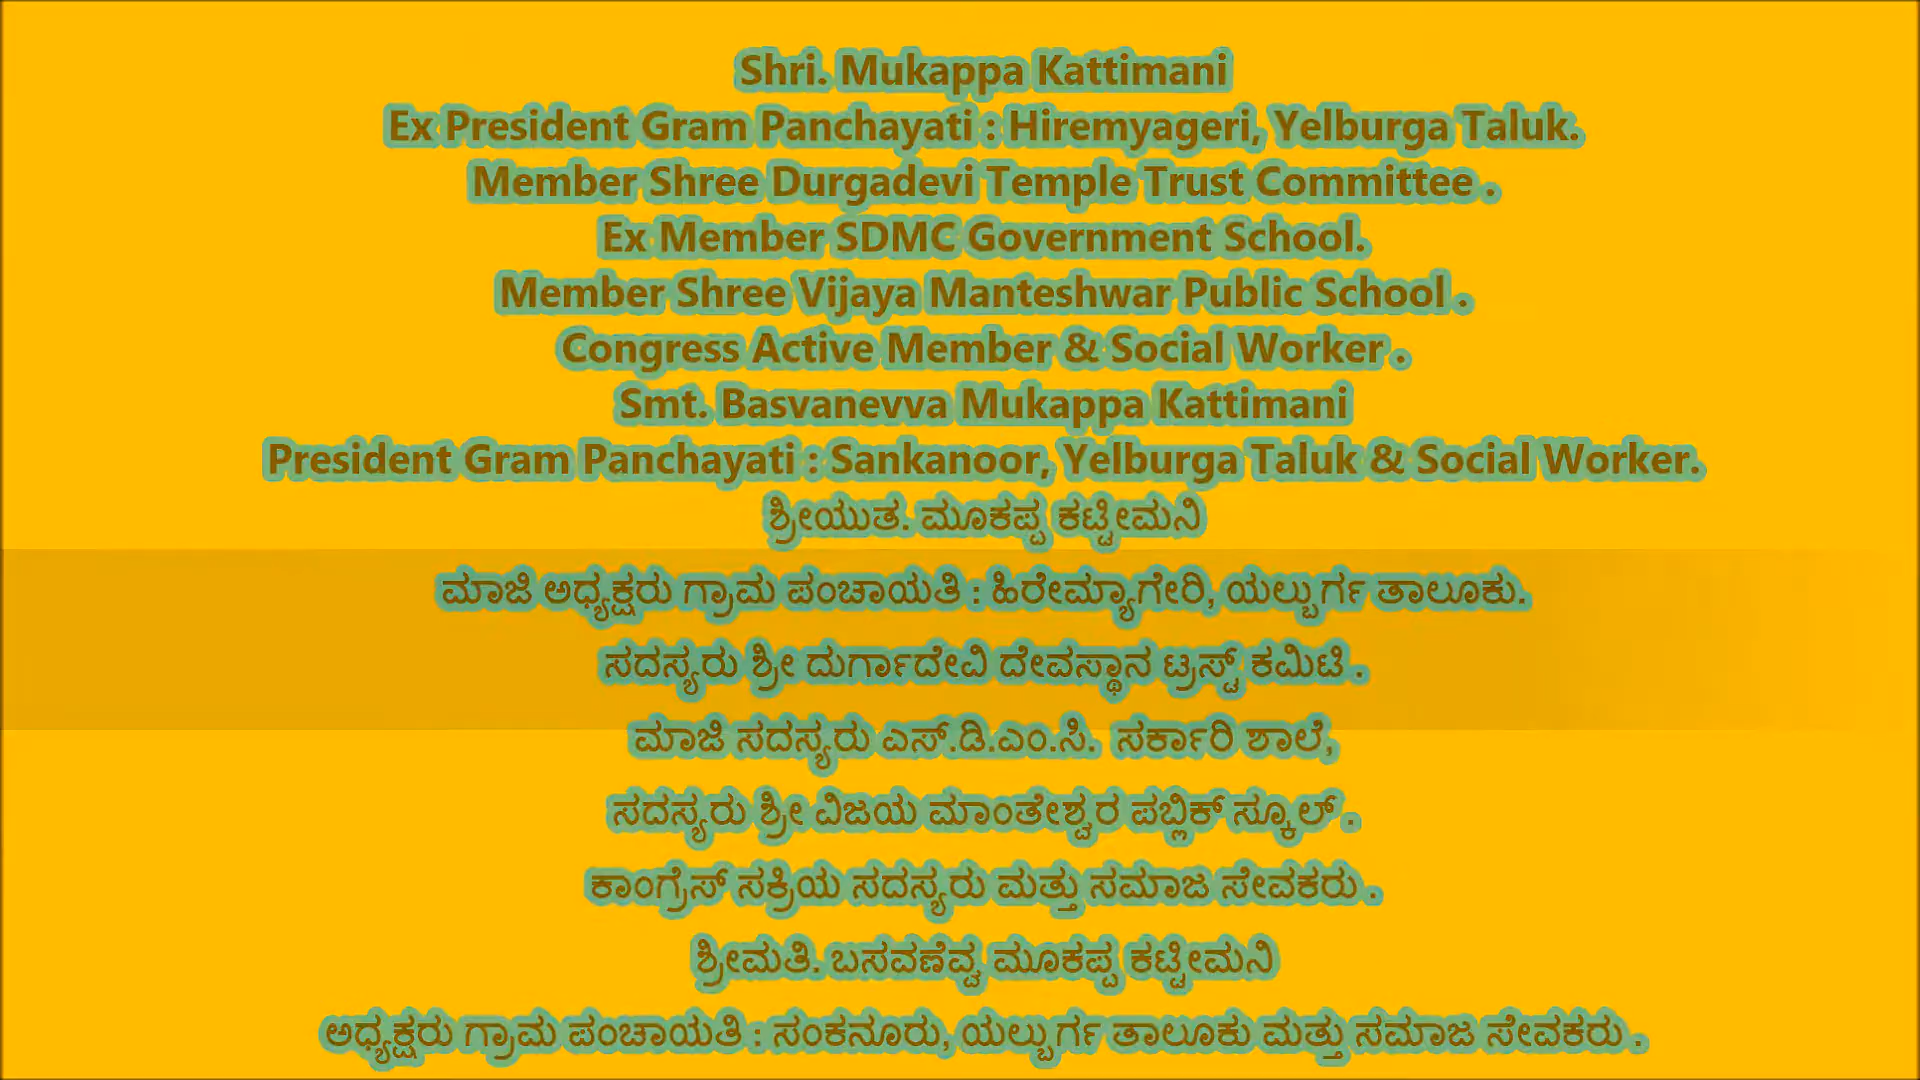 Shri. Mukappa Kattimani
Ex President Gram Panchayati : Hiremyageri, Yelburga Taluk.
Member Shree Durgadevi Temple Trust Committee .
Ex Member SDMC Government School.
Member Shree Vijaya Manteshwar Public School .
Congress Active Member & Social Worker .
Smt. Basvanevva Mukappa Kattimani
President Gram Panchayati : Sankanoor, Yelburga Taluk & Social Worker.
ಶ್ರೀಯುತ. ಮೂಕಪ್ಪ ಕಟ್ಟೀಮನಿ
ಮಾಜಿ ಅಧ್ಯಕ್ಷರು ಗ್ರಾಮ ಪಂಚಾಯತಿ : ಹಿರೇಮ್ಯಾಗೇರಿ, ಯಲ್ಬುರ್ಗ ತಾಲೂಕು.
ಸದಸ್ಯರು ಶ್ರೀ ದುರ್ಗಾದೇವಿ ದೇವಸ್ಥಾನ ಟ್ರಸ್ಟ್ ಕಮಿಟಿ .
ಮಾಜಿ ಸದಸ್ಯರು ಎಸ್.ಡಿ.ಎಂ.ಸಿ. ಸರ್ಕಾರಿ ಶಾಲೆ,
ಸದಸ್ಯರು ಶ್ರೀ ವಿಜಯ ಮಾಂತೇಶ್ವರ ಪಬ್ಲಿಕ್ ಸ್ಕೂಲ್ .
ಕಾಂಗ್ರೆಸ್ ಸಕ್ರಿಯ ಸದಸ್ಯರು ಮತ್ತು ಸಮಾಜ ಸೇವಕರು .
ಶ್ರೀಮತಿ. ಬಸವಣೆವ್ವ ಮೂಕಪ್ಪ ಕಟ್ಟೀಮನಿ
ಅಧ್ಯಕ್ಷರು ಗ್ರಾಮ ಪಂಚಾಯತಿ : ಸಂಕನೂರು, ಯಲ್ಬುರ್ಗ ತಾಲೂಕು ಮತ್ತು ಸಮಾಜ ಸೇವಕರು .